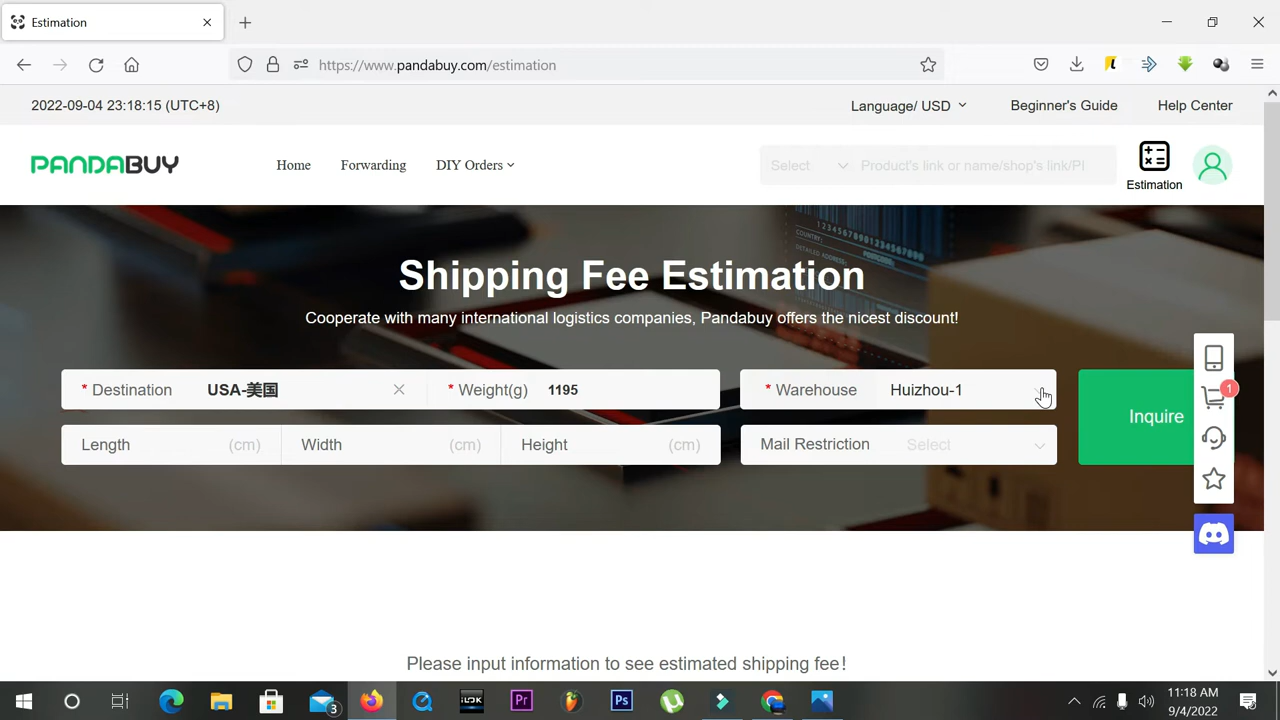 Estimation
https://www.pandabuy.com/estimation
2022-09-04 23:18:15 (UTC+8)
Language/ USD
Beginner's Guide
Help Center
PANDABUY
Home
Forwarding
DIY Orders
Select
Product's link or name/shop's link/PI
Estimation
Shipping Fee Estimation
Cooperate with many international logistics companies, Pandabuy offers the nicest discount!
* Destination USA-美国
* Weight(g) 1195
* Warehouse Huizhou-1
Inquire
1
Length (cm)
Width (cm)
Height (cm)
Mail Restriction Select
Please input information to see estimated shipping fee!
3
Pr
Ps
11:18 AM
9/4/2022